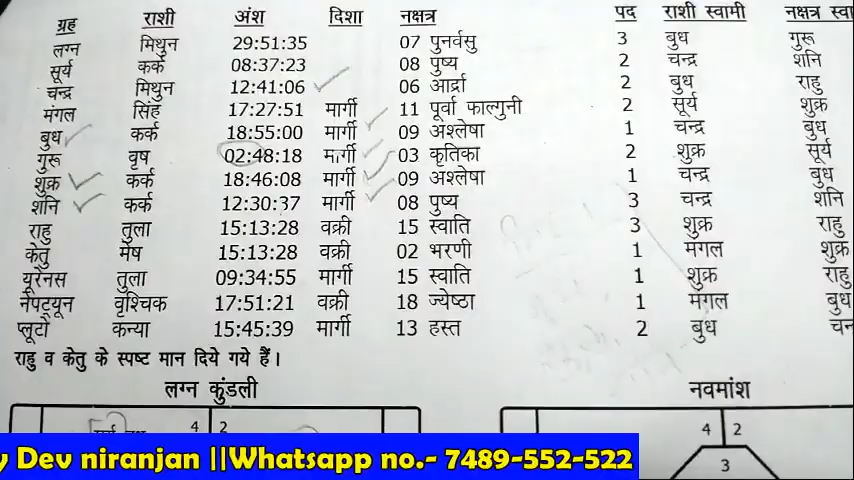 ग्रह राशी अंश दिशा नक्षत्र पद राशी स्वामी नक्षत्र स्वा
लग्न मिथुन 29:51:35 07 पुनर्वसु 3 बुध गुरू
सूर्य कर्क 08:37:23 08 पुष्य 2 चन्द्र शनि
चन्द्र मिथुन 12:41:06 06 आर्द्रा 2 बुध राहु
मंगल सिंह 17:27:51 मार्गी 11 पूर्वा फाल्गुनी 2 सूर्य शुक्र
बुध कर्क 18:55:00 मार्गी 09 अश्लेषा 1 चन्द्र बुध
गुरू वृष 02:48:18 मार्गी 03 कृतिका 2 शुक्र सूर्य
शुक्र कर्क 18:46:08 मार्गी 09 अश्लेषा 1 चन्द्र बुध
शनि कर्क 12:30:37 मार्गी 08 पुष्य 3 चन्द्र शनि
राहु तुला 15:13:28 वक्री 15 स्वाति 3 शुक्र राहु
केतु मेष 15:13:28 वक्री 02 भरणी 1 मंगल शुक्र
यूरेनस तुला 09:34:55 मार्गी 15 स्वाति 1 शुक्र राहु
नेपट्यून वृश्चिक 17:51:21 वक्री 18 ज्येष्ठा 1 मंगल बुध
प्लूटो कन्या 15:45:39 मार्गी 13 हस्त 2 बुध चन
राहु व केतु के स्पष्ट मान दिये गये हैं।
लग्न कुंडली नवमांश
4 2 4 2
3
y Dev niranjan ||Whatsapp no.- 7489-552-522